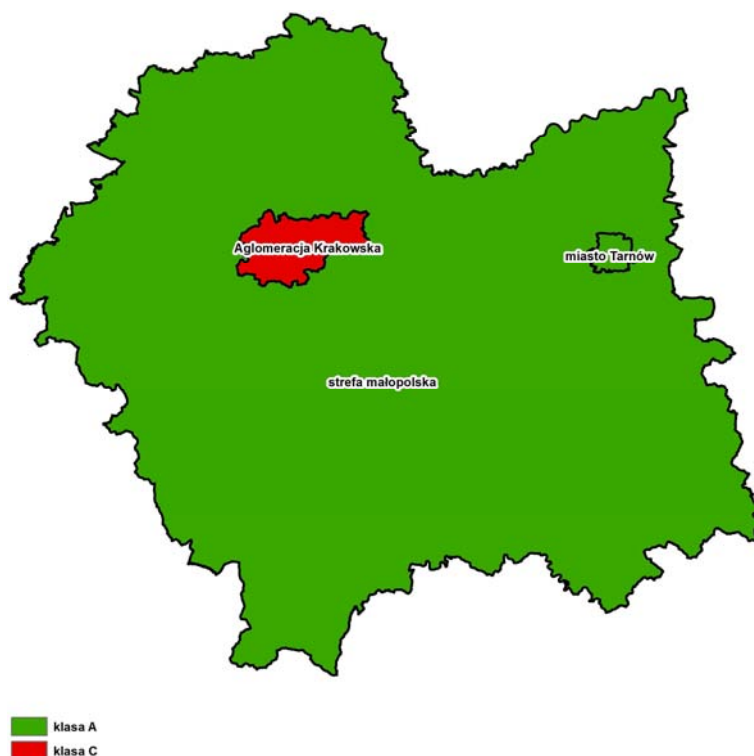 Aglomeracja Krakowska
miasto Tarnów
strefa małopolska
klasa A
klasa C